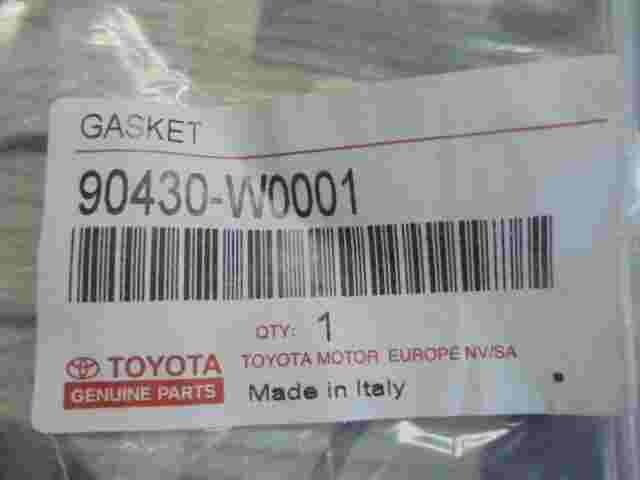 GASKET
90430-W0001
QTY: 1
TOYOTA TOYOTA MOTOR EUROPE NV/SA
GENUINE PARTS Made in Italy